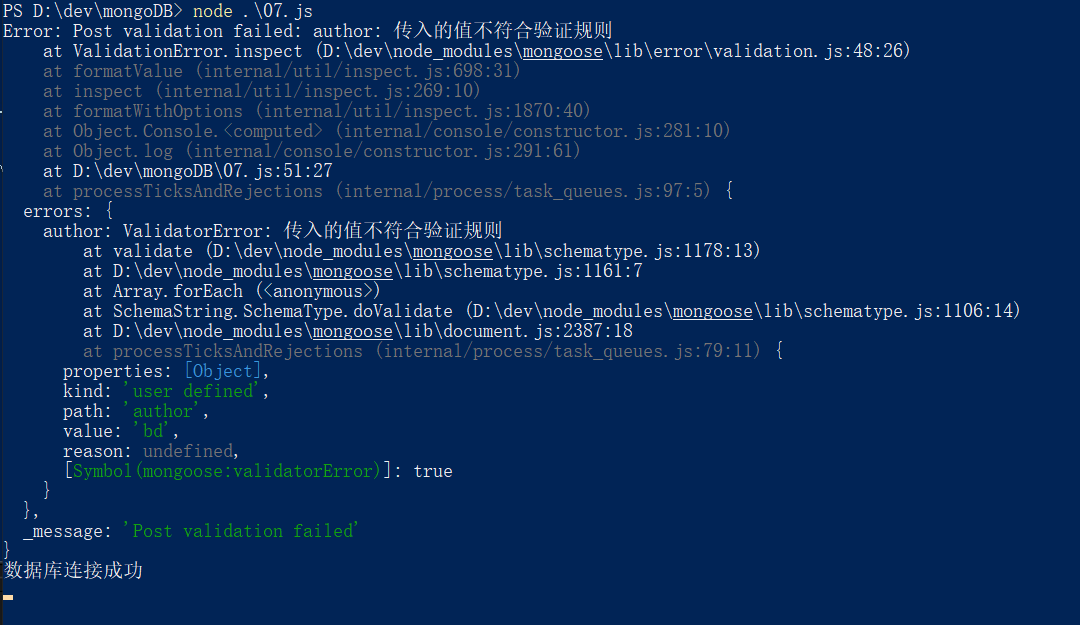 PS D:\dev\mongoDB> node .\07.js
Error: Post validation failed: author: 传入的值不符合验证规则
    at ValidationError.inspect (D:\dev\node_modules\mongoose\lib\error\validation.js:48:26)
    at formatValue (internal/util/inspect.js:698:31)
    at inspect (internal/util/inspect.js:269:10)
    at formatWithOptions (internal/util/inspect.js:1870:40)
    at Object.Console.<computed> (internal/console/constructor.js:281:10)
    at Object.log (internal/console/constructor.js:291:61)
    at D:\dev\mongoDB\07.js:51:27
    at processTicksAndRejections (internal/process/task_queues.js:97:5) {
  errors: {
    author: ValidatorError: 传入的值不符合验证规则
        at validate (D:\dev\node_modules\mongoose\lib\schematype.js:1178:13)
        at D:\dev\node_modules\mongoose\lib\schematype.js:1161:7
        at Array.forEach (<anonymous>)
        at SchemaString.SchemaType.doValidate (D:\dev\node_modules\mongoose\lib\schematype.js:1106:14)
        at D:\dev\node_modules\mongoose\lib\document.js:2387:18
        at processTicksAndRejections (internal/process/task_queues.js:79:11) {
      properties: [Object],
      kind: 'user defined',
      path: 'author',
      value: 'bd',
      reason: undefined,
      [Symbol(mongoose:validatorError)]: true
    }
  },
  _message: 'Post validation failed'
}
数据库连接成功